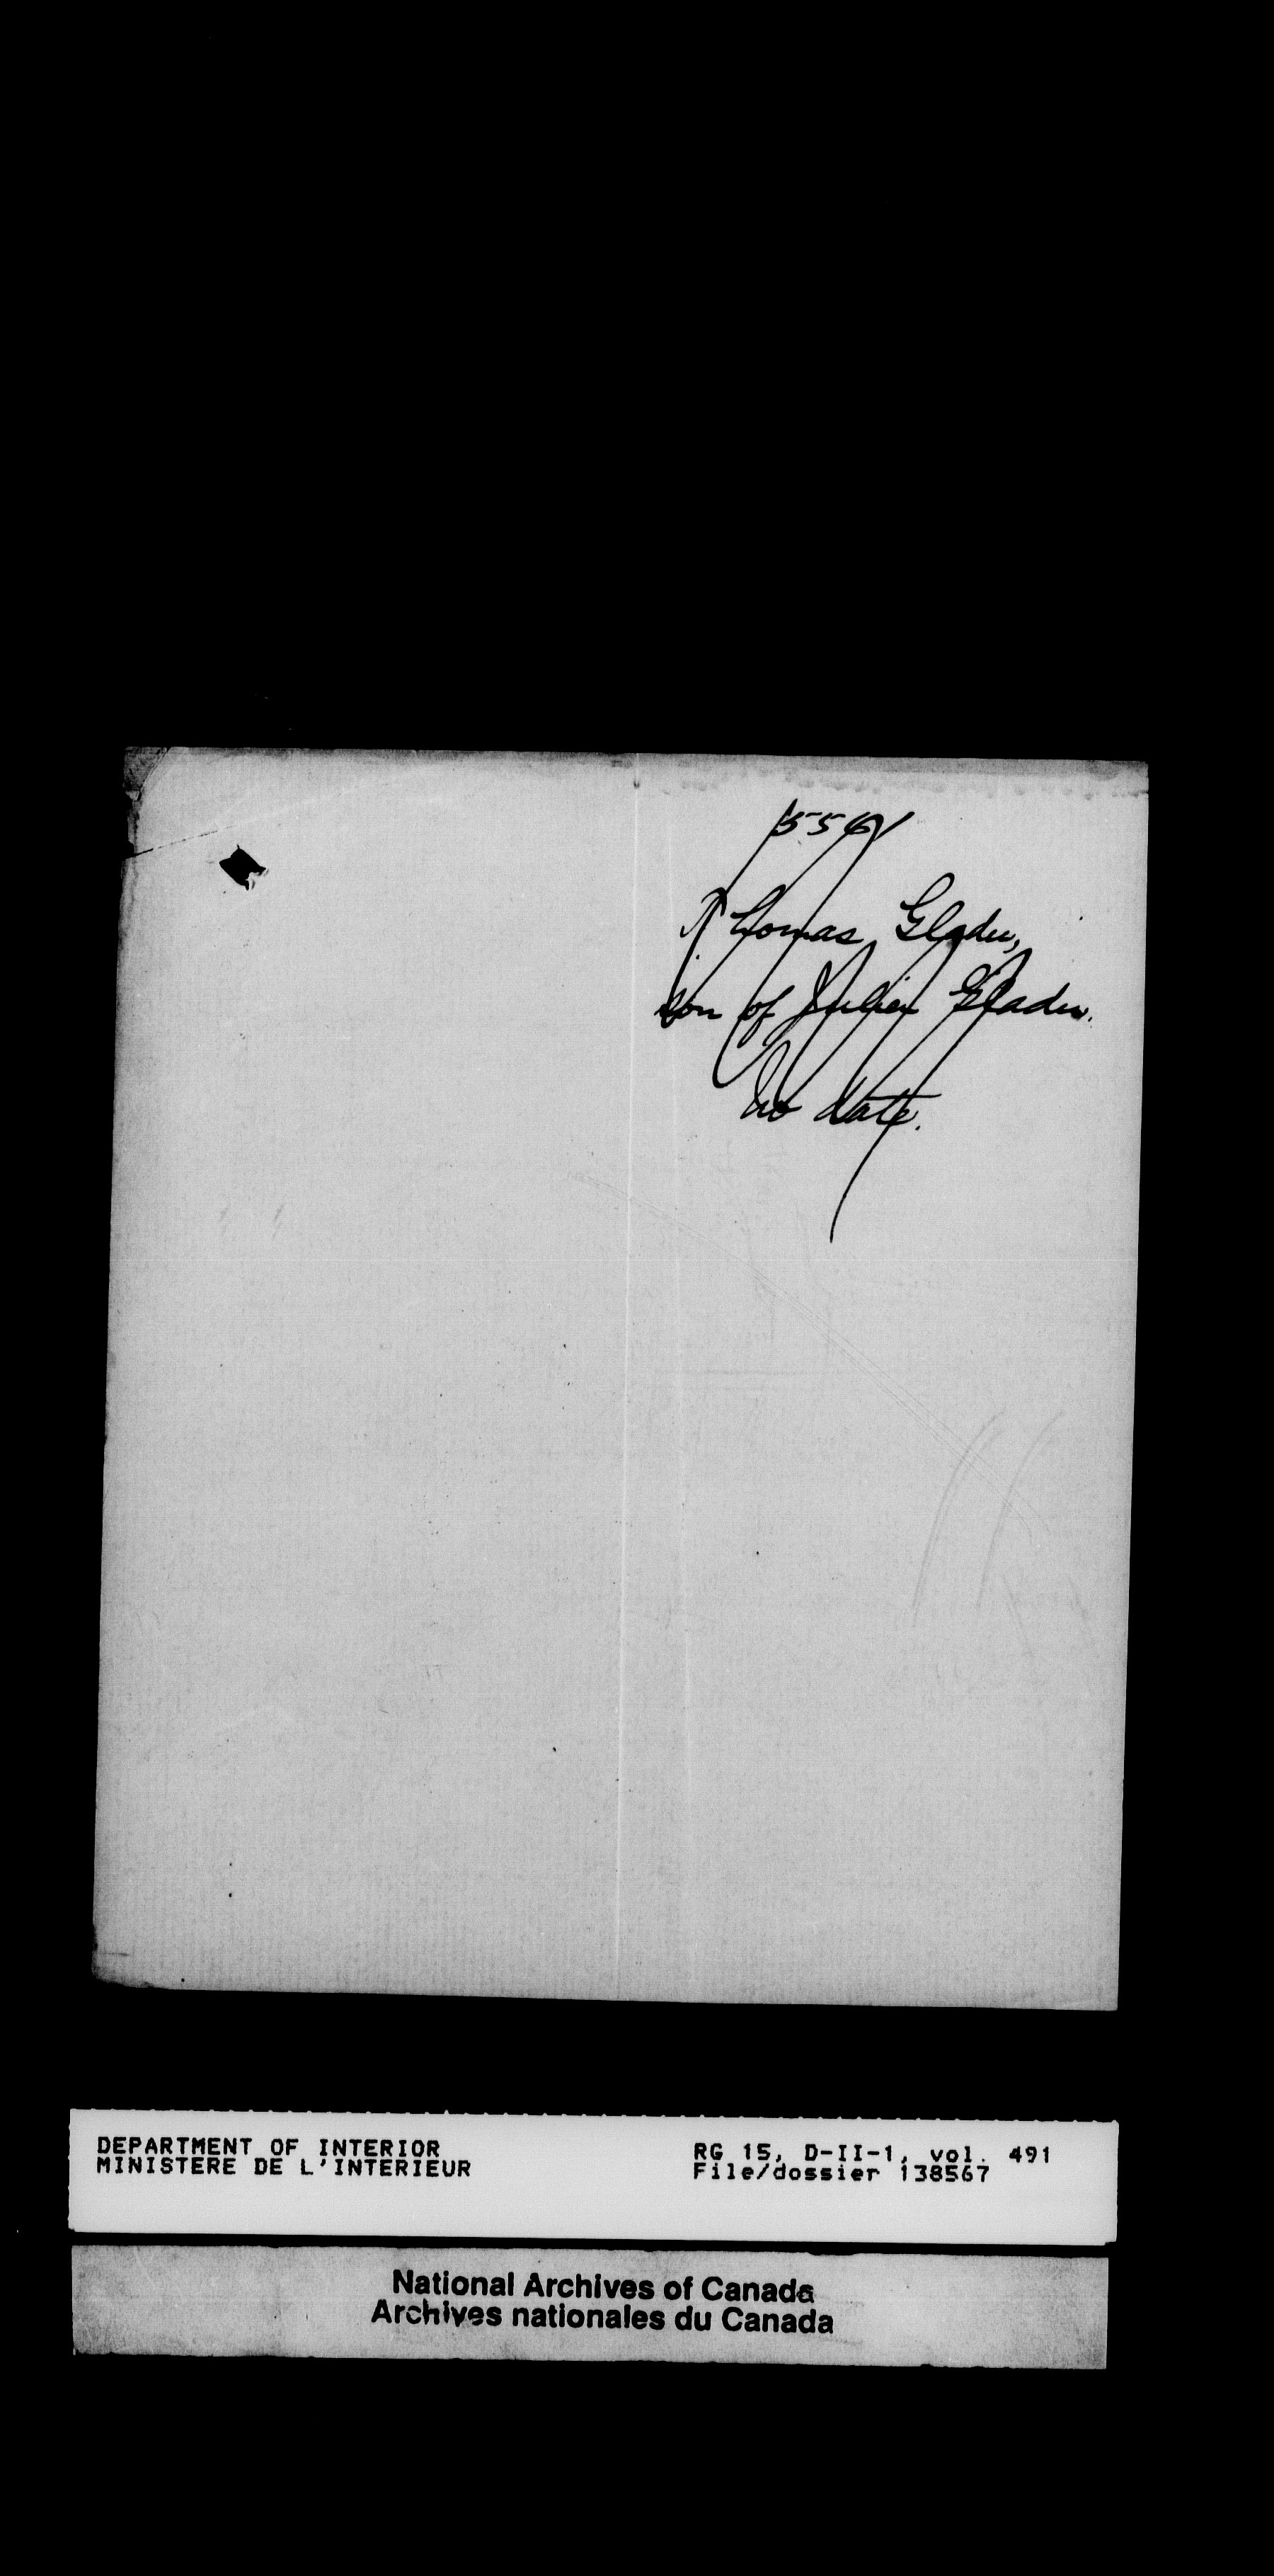 Thomas Gladu,
son of Julien Gladu.
No date.
DEPARTMENT OF INTERIOR
MINISTERE DE L'INTERIEUR
RG 15, D-II-1, vol. 491
File/dossier 138567
National Archives of Canada
Archives nationales du Canada